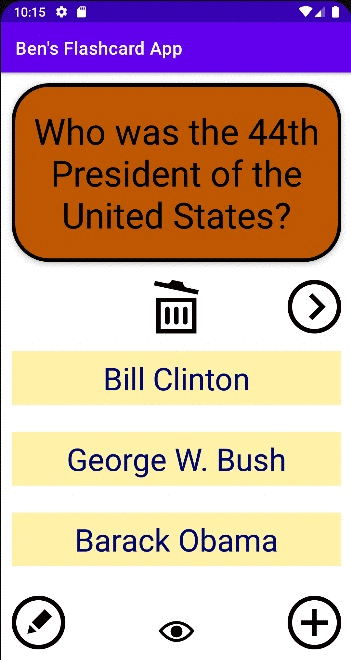 10:15
Ben's Flashcard App
Who was the 44th
President of the
United States?
Bill Clinton
George W. Bush
Barack Obama